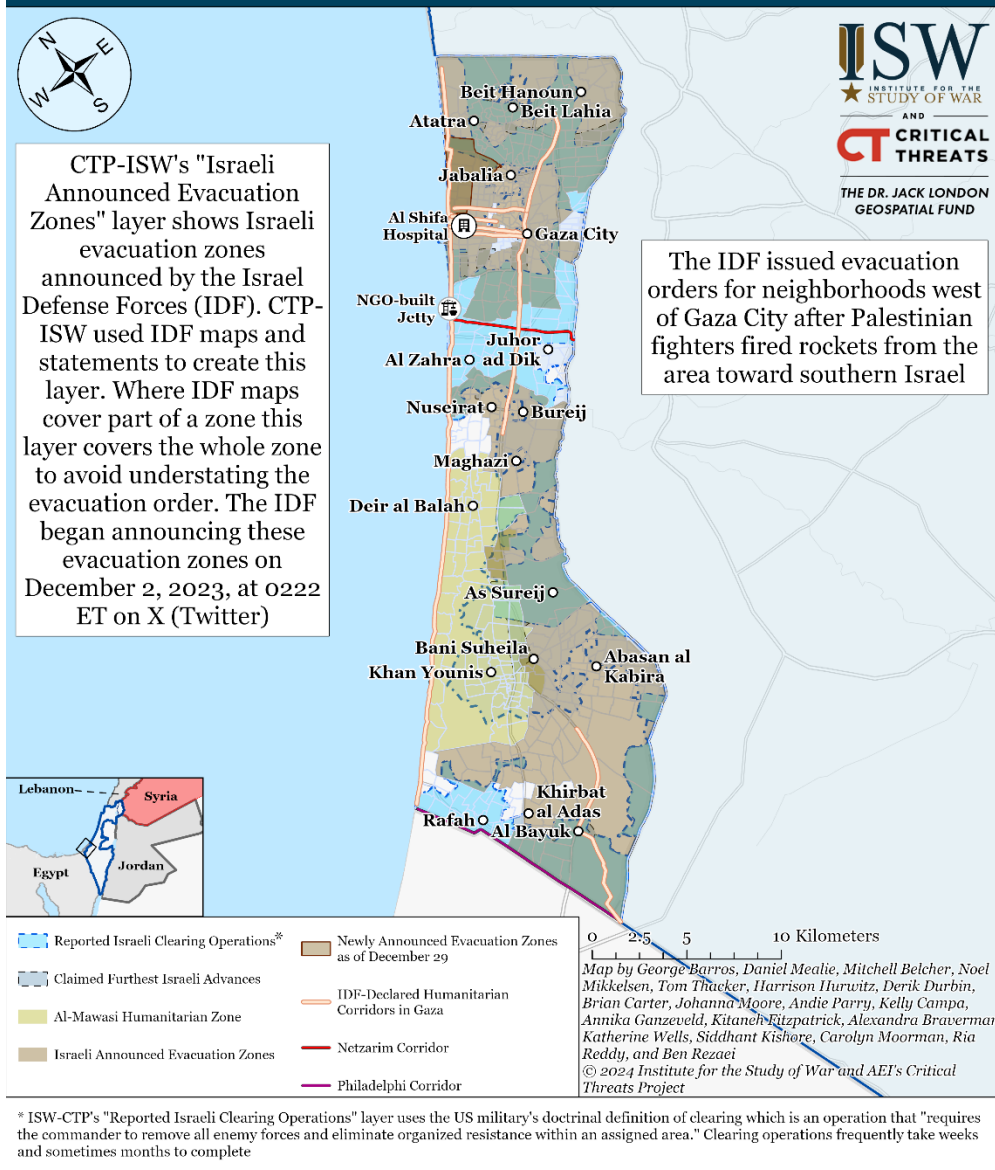 N
E
W
S
ISW
INSTITUTE FOR THE
STUDY OF WAR
AND
CT CRITICAL
THREATS
THE DR. JACK LONDON
GEOSPATIAL FUND
CTP-ISW's "Israeli
Announced Evacuation
Zones" layer shows Israeli
evacuation zones
announced by the Israel
Defense Forces (IDF). CTP-
ISW used IDF maps and
statements to create this
layer. Where IDF maps
cover part of a zone this
layer covers the whole zone
to avoid understating the
evacuation order. The IDF
began announcing these
evacuation zones on
December 2, 2023, at 0222
ET on X (Twitter)
The IDF issued evacuation
orders for neighborhoods west
of Gaza City after Palestinian
fighters fired rockets from the
area toward southern Israel
Beit Hanoun
Beit Lahia
Atatra
Jabalia
Al Shifa
Hospital
Gaza City
NGO-built
Jetty
Juhor
ad Dik
Al Zahra
Nuseirat
Bureij
Maghazi
Deir al Balah
As Sureij
Bani Suheila
Abasan al
Kabira
Khan Younis
Khirbat
al Adas
Rafah
Al Bayuk
Lebanon
Syria
Egypt
Jordan
Reported Israeli Clearing Operations*
Claimed Furthest Israeli Advances
Al-Mawasi Humanitarian Zone
Israeli Announced Evacuation Zones
Newly Announced Evacuation Zones
as of December 29
IDF-Declared Humanitarian
Corridors in Gaza
Netzarim Corridor
Philadelphi Corridor
0 2.5 5 10 Kilometers
Map by George Barros, Daniel Mealie, Mitchell Belcher, Noel
Mikkelsen, Tom Thacker, Harrison Hurwitz, Derik Durbin,
Brian Carter, Johanna Moore, Andie Parry, Kelly Campa,
Annika Ganzeveld, Kitaneh Fitzpatrick, Alexandra Braverman
Katherine Wells, Siddhant Kishore, Carolyn Moorman, Ria
Reddy, and Ben Rezaei
© 2024 Institute for the Study of War and AEI's Critical
Threats Project
* ISW-CTP's "Reported Israeli Clearing Operations" layer uses the US military's doctrinal definition of clearing which is an operation that "requires
the commander to remove all enemy forces and eliminate organized resistance within an assigned area." Clearing operations frequently take weeks
and sometimes months to complete